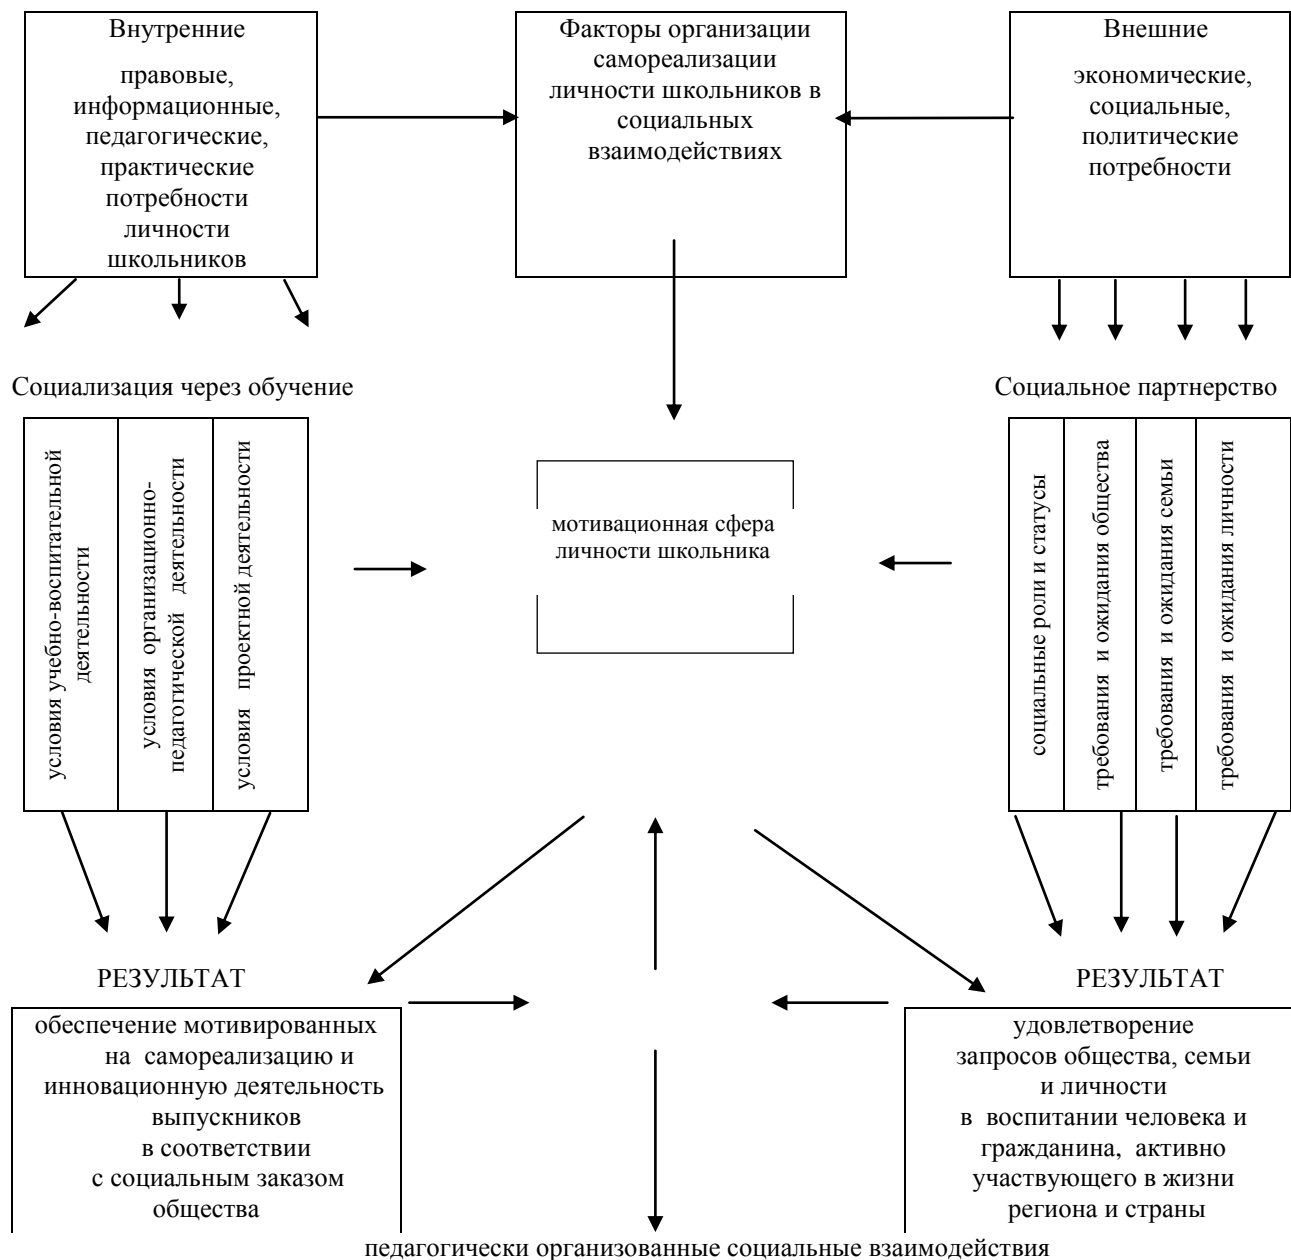 Внутренние
правовые,
информационные,
педагогические,
практические
потребности
личности
школьников
Факторы организации
самореализации
личности школьников в
социальных
взаимодействиях
Внешние
экономические,
социальные,
политические
потребности
Социализация через обучение
Социальное партнерство
условия учебно-воспитательной
деятельности
условия организационно-
педагогической деятельности
условия проектной деятельности
мотивационная сфера
личности школьника
социальные роли и статусы
требования и ожидания общества
требования и ожидания семьи
требования и ожидания личности
РЕЗУЛЬТАТ
РЕЗУЛЬТАТ
обеспечение мотивированных
на самореализацию и
инновационную деятельность
выпускников
в соответствии
с социальным заказом
общества
удовлетворение
запросов общества, семьи
и личности
в воспитании человека и
гражданина, активно
участвующего в жизни
региона и страны
педагогически организованные социальные взаимодействия